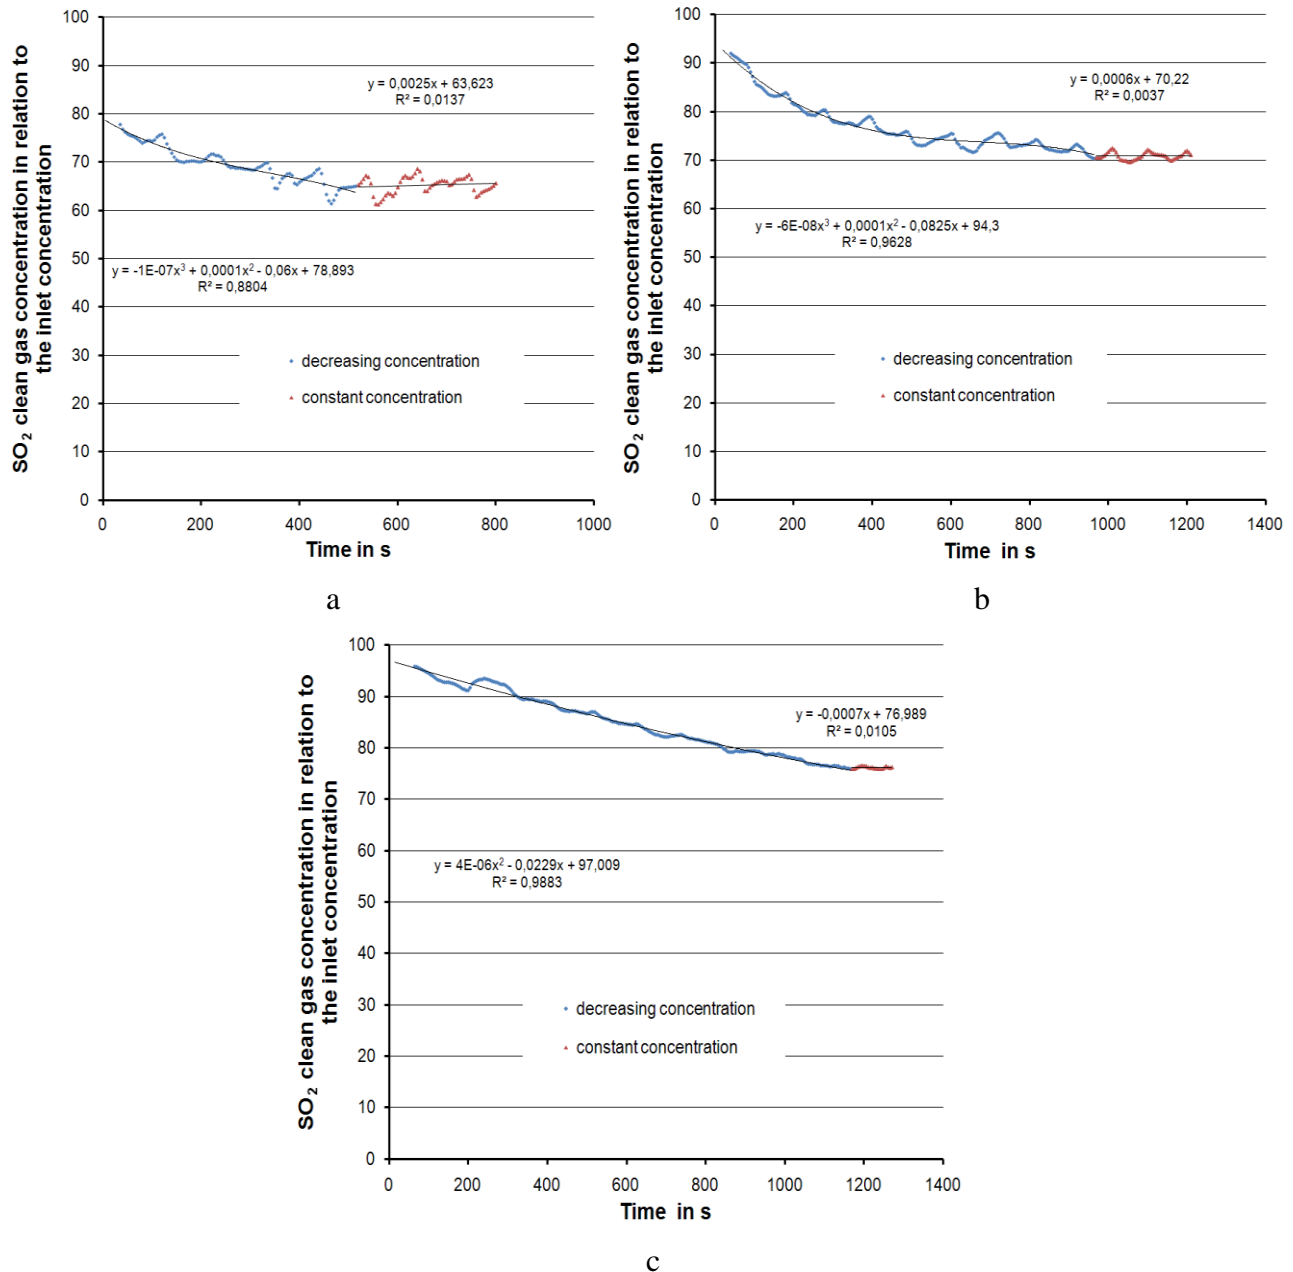 SO2 clean gas concentration in relation to
the inlet concentration
100
90
80
70
60
50
40
30
20
10
0
y = 0,0025x + 63,623
R² = 0,0137
y = -1E-07x³ + 0,0001x² - 0,06x + 78,893
R² = 0,8804
decreasing concentration
constant concentration
0 200 400 600 800 1000
Time in s
a
SO2 clean gas concentration in relation to
the inlet concentration
100
90
80
70
60
50
40
30
20
10
0
y = 0,0006x + 70,22
R² = 0,0037
y = -6E-08x³ + 0,0001x² - 0,0825x + 94,3
R² = 0,9628
decreasing concentration
constant concentration
0 200 400 600 800 1000 1200 1400
Time in s
b
SO2 clean gas concentration in relation to
the inlet concentration
100
90
80
70
60
50
40
30
20
10
0
y = -0,0007x + 76,989
R² = 0,0105
y = 4E-06x² - 0,0229x + 97,009
R² = 0,9883
decreasing concentration
constant concentration
0 200 400 600 800 1000 1200 1400
Time in s
c